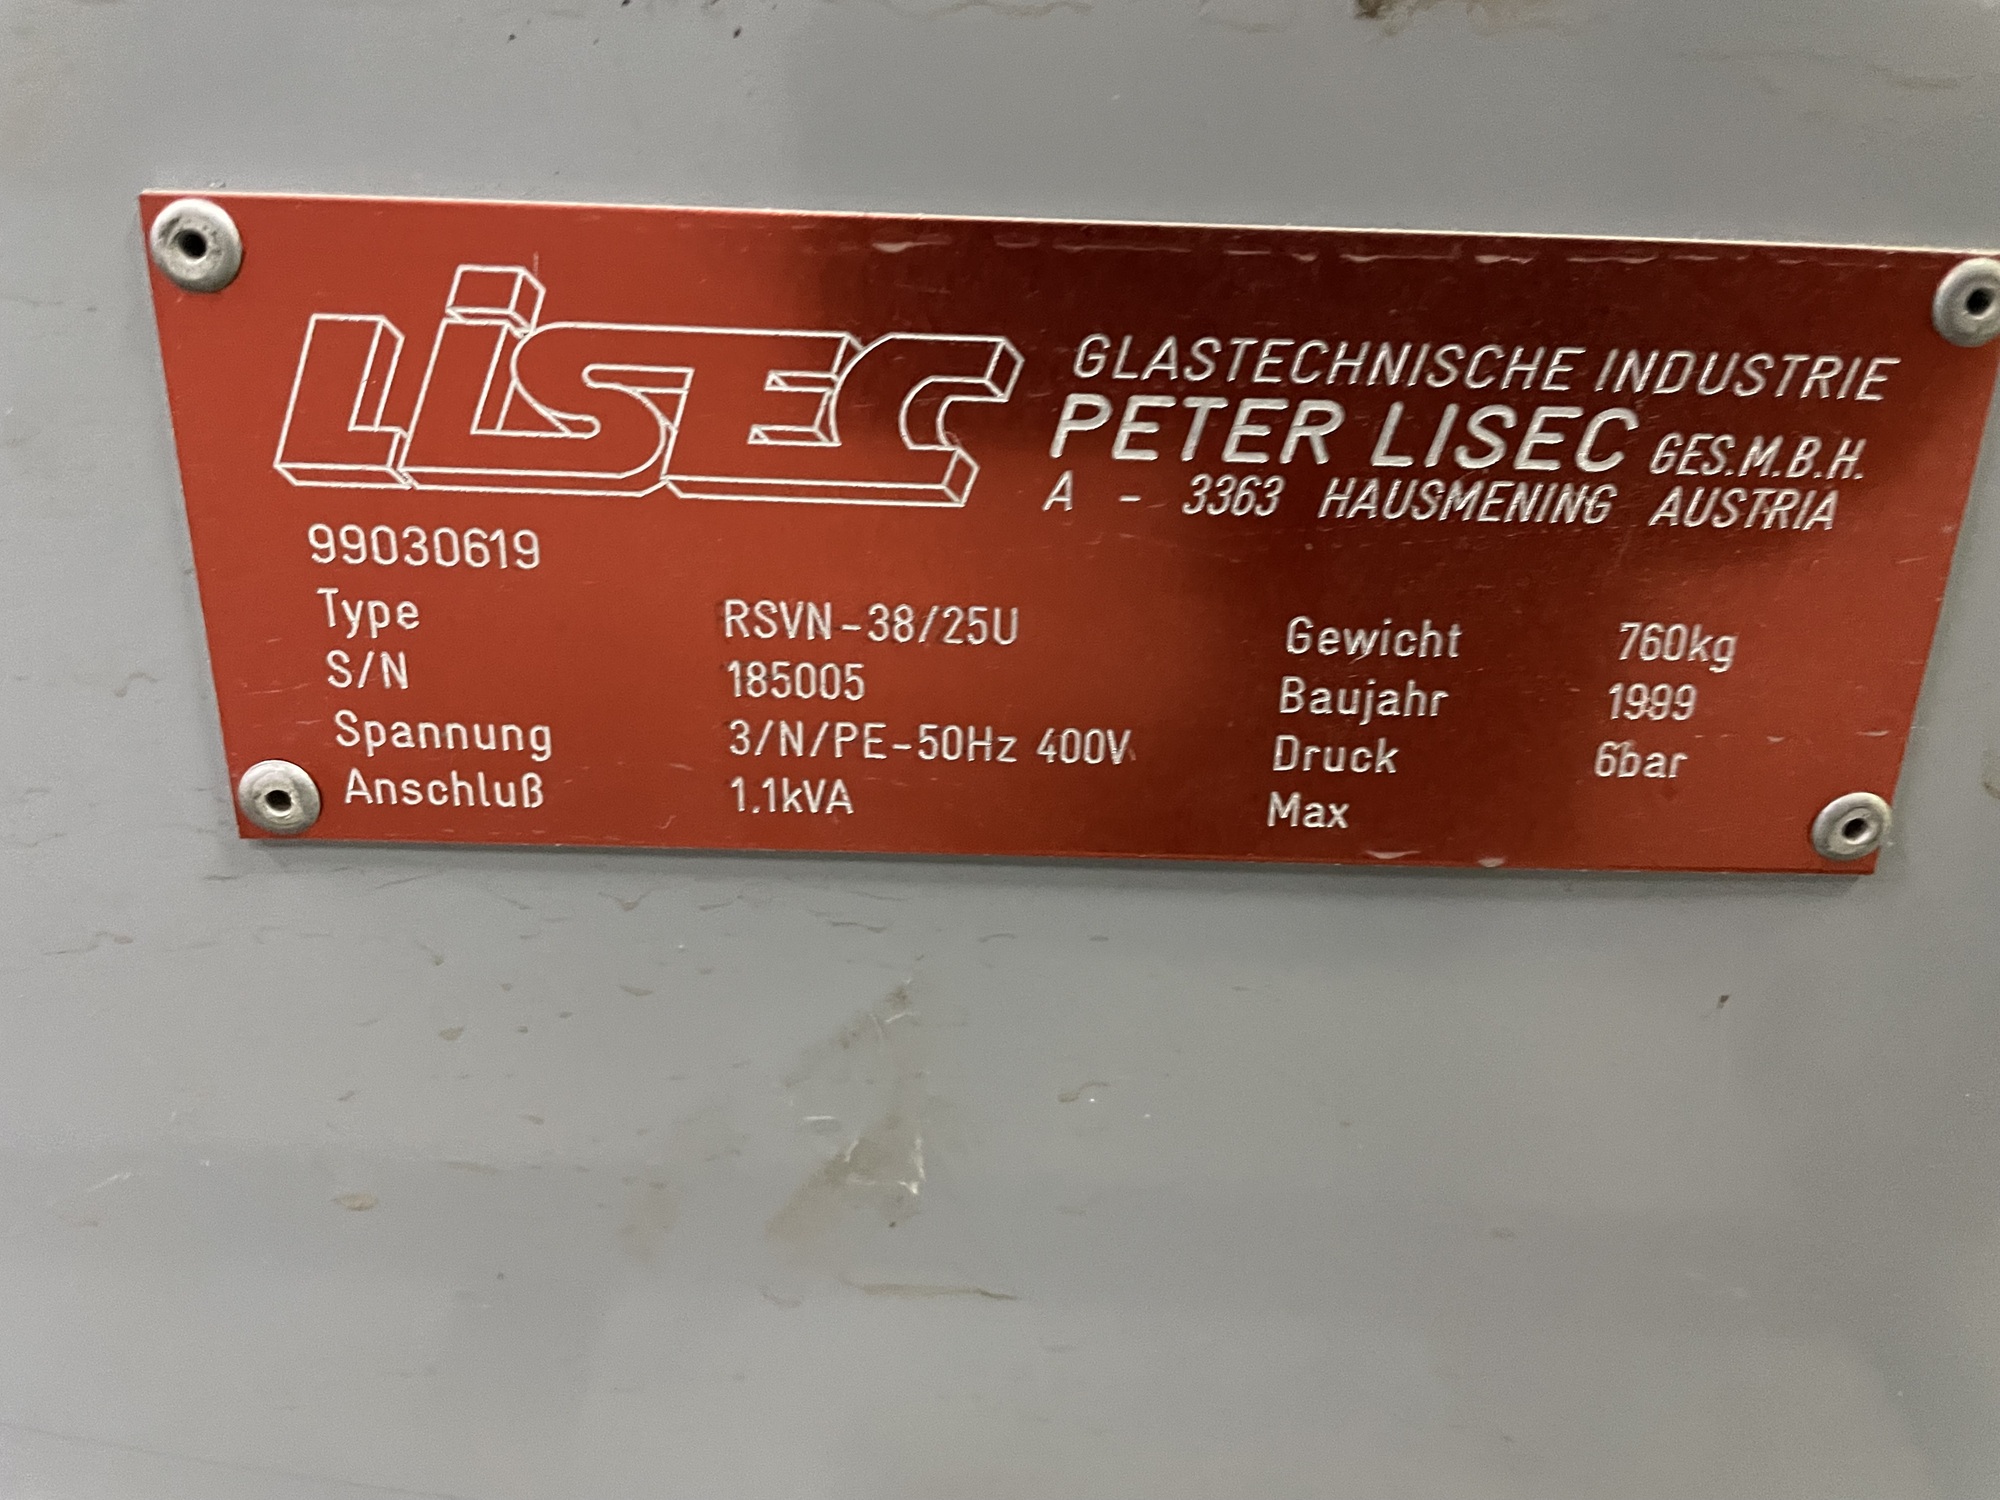 LiSEC
GLASTECHNISCHE INDUSTRIE
PETER LISEC GES.M.B.H.
A - 3363 HAUSMENING AUSTRIA
99030619
Type RSVN-38/25U Gewicht 760kg
S/N 185005 Baujahr 1999
Spannung 3/N/PE-50Hz 400V Druck 6bar
Anschluß 1.1kVA Max